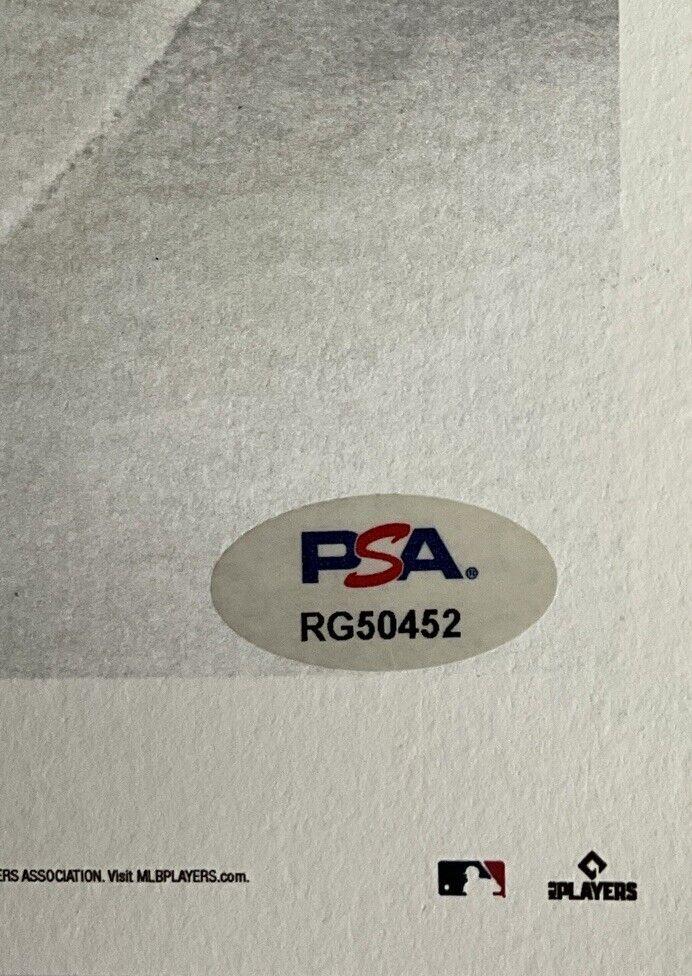 PSA®
RG50452
ERS ASSOCIATION. Visit MLBPLAYERS.com.
PLAYERS